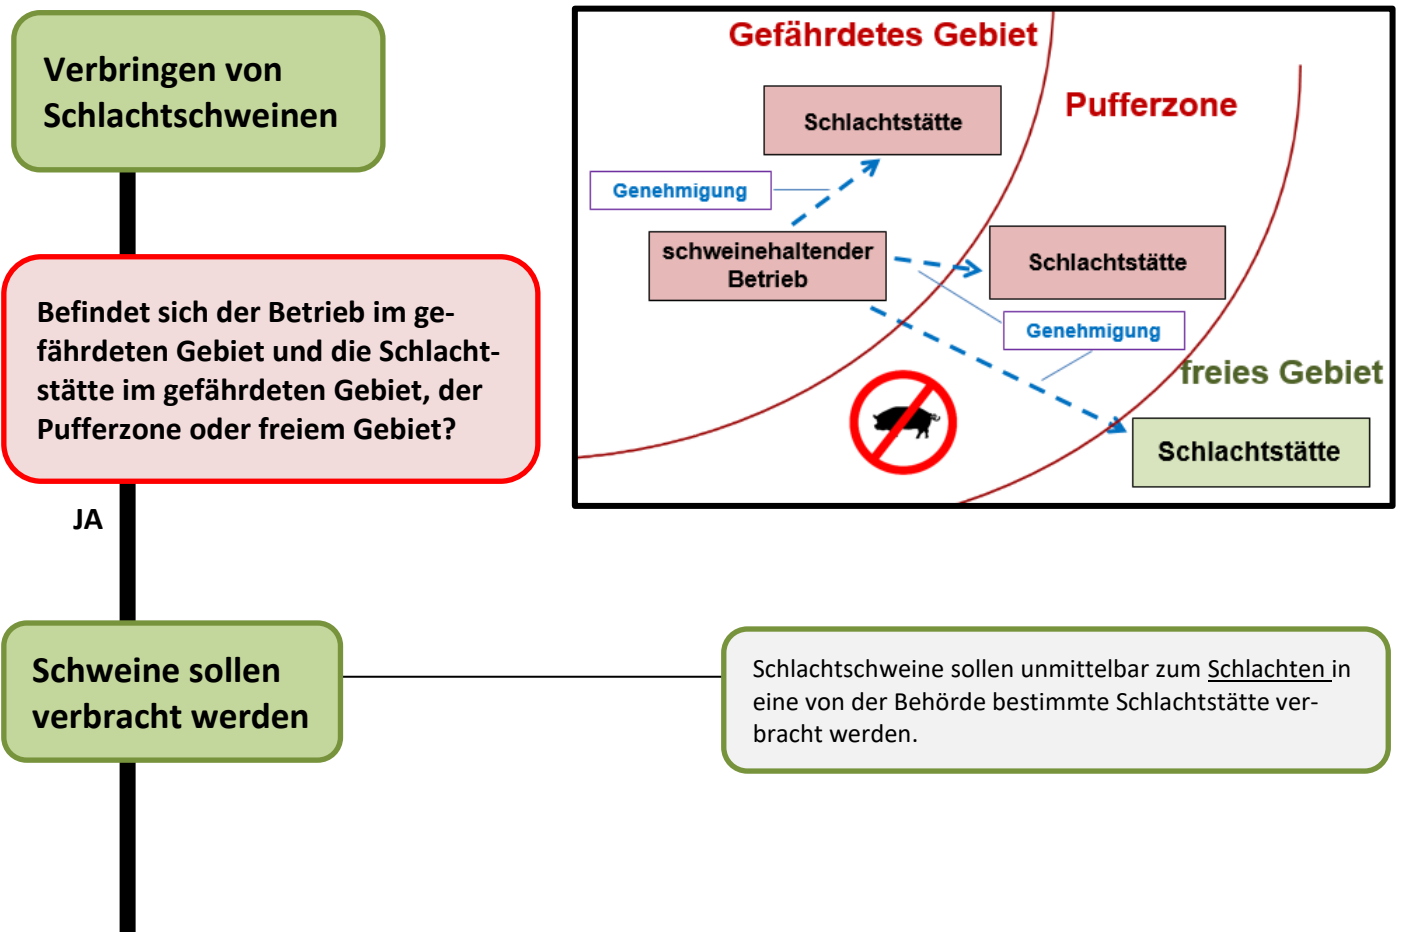 Verbringen von
Schlachtschweinen
Gefährdetes Gebiet
Schlachtstätte
Pufferzone
Genehmigung
schweinehaltender
Betrieb
Schlachtstätte
Genehmigung
freies Gebiet
Schlachtstätte
Befindet sich der Betrieb im ge-
fährdeten Gebiet und die Schlacht-
stätte im gefährdeten Gebiet, der
Pufferzone oder freiem Gebiet?
JA
Schweine sollen
verbracht werden
Schlachtschweine sollen unmittelbar zum Schlachten in
eine von der Behörde bestimmte Schlachtstätte ver-
bracht werden.